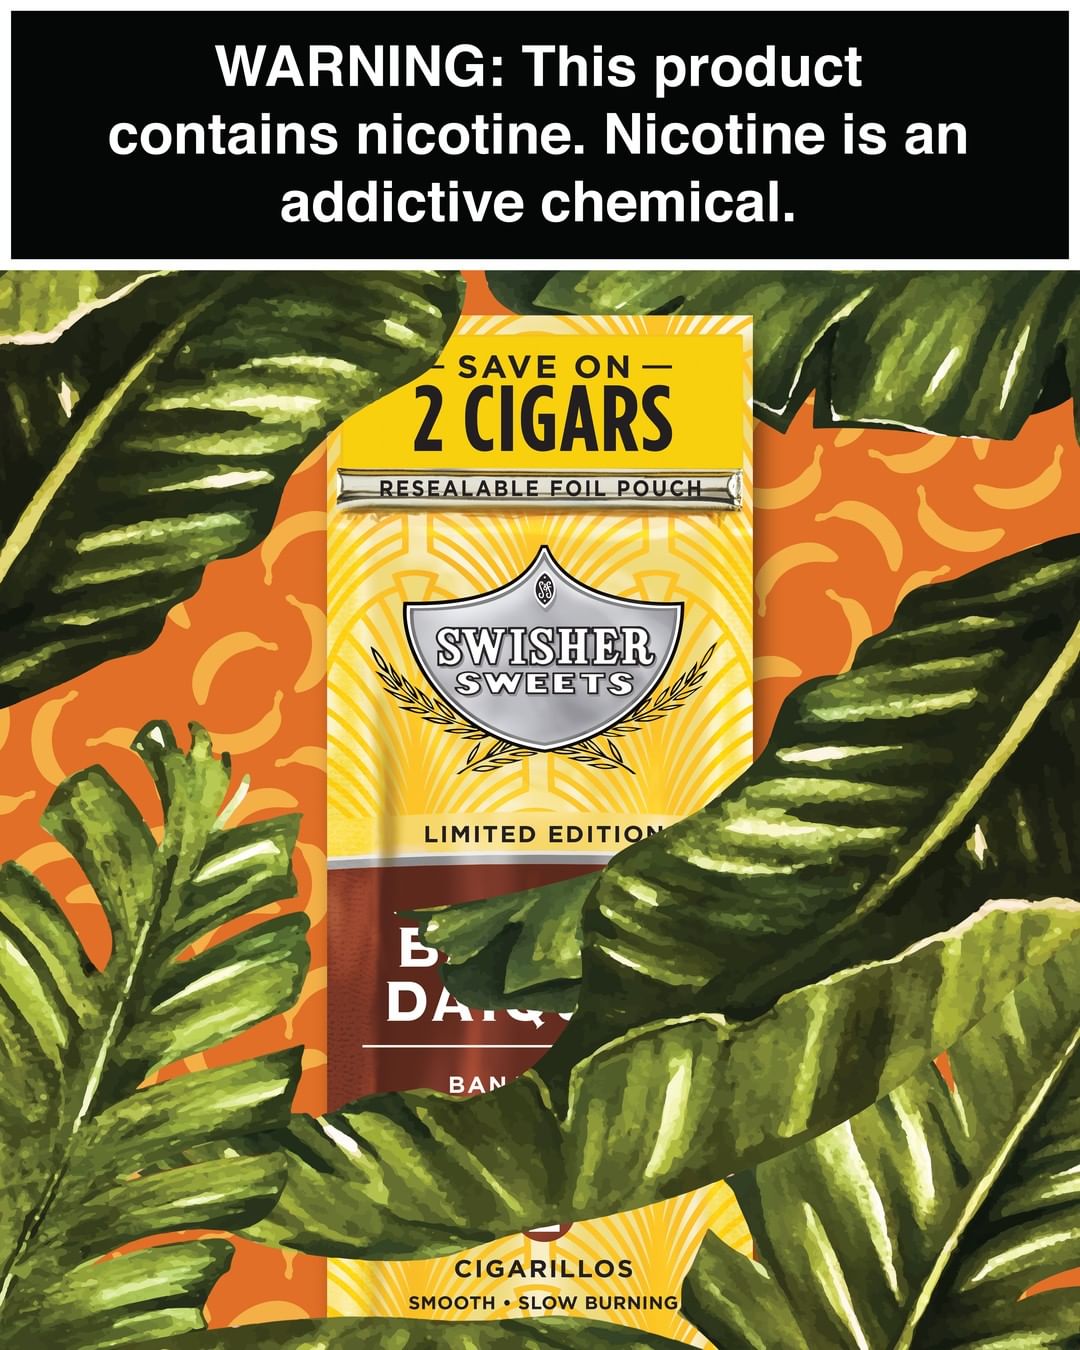 WARNING: This product
contains nicotine. Nicotine is an
addictive chemical.
— SAVE ON —
2 CIGARS
RESEALABLE FOIL POUCH
SWISHER
SWEETS
LIMITED EDITION
CIGARILLOS
SMOOTH • SLOW BURNING